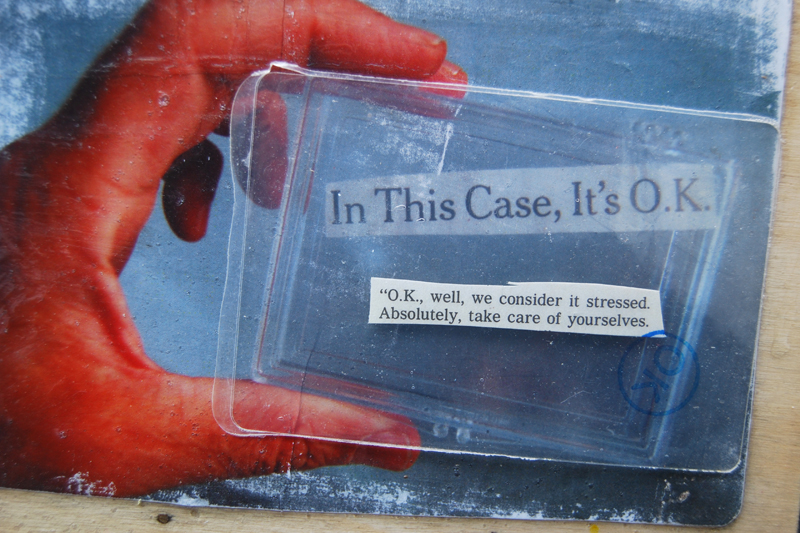 In This Case, It's O.K.
“O.K., well, we consider it stressed.
Absolutely, take care of yourselves.
OK